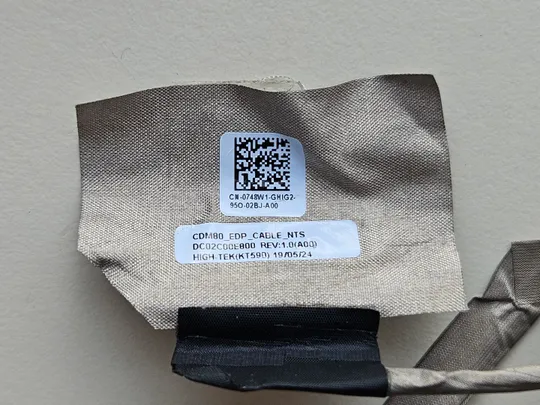 CN-0748W1-GHIG2-
95O-02BJ-A00
CDM80_EDP_CABLE_NTS
DC02C00E800 REV:1.0(A00)
HIGH-TEK(KT590) 19/05/24